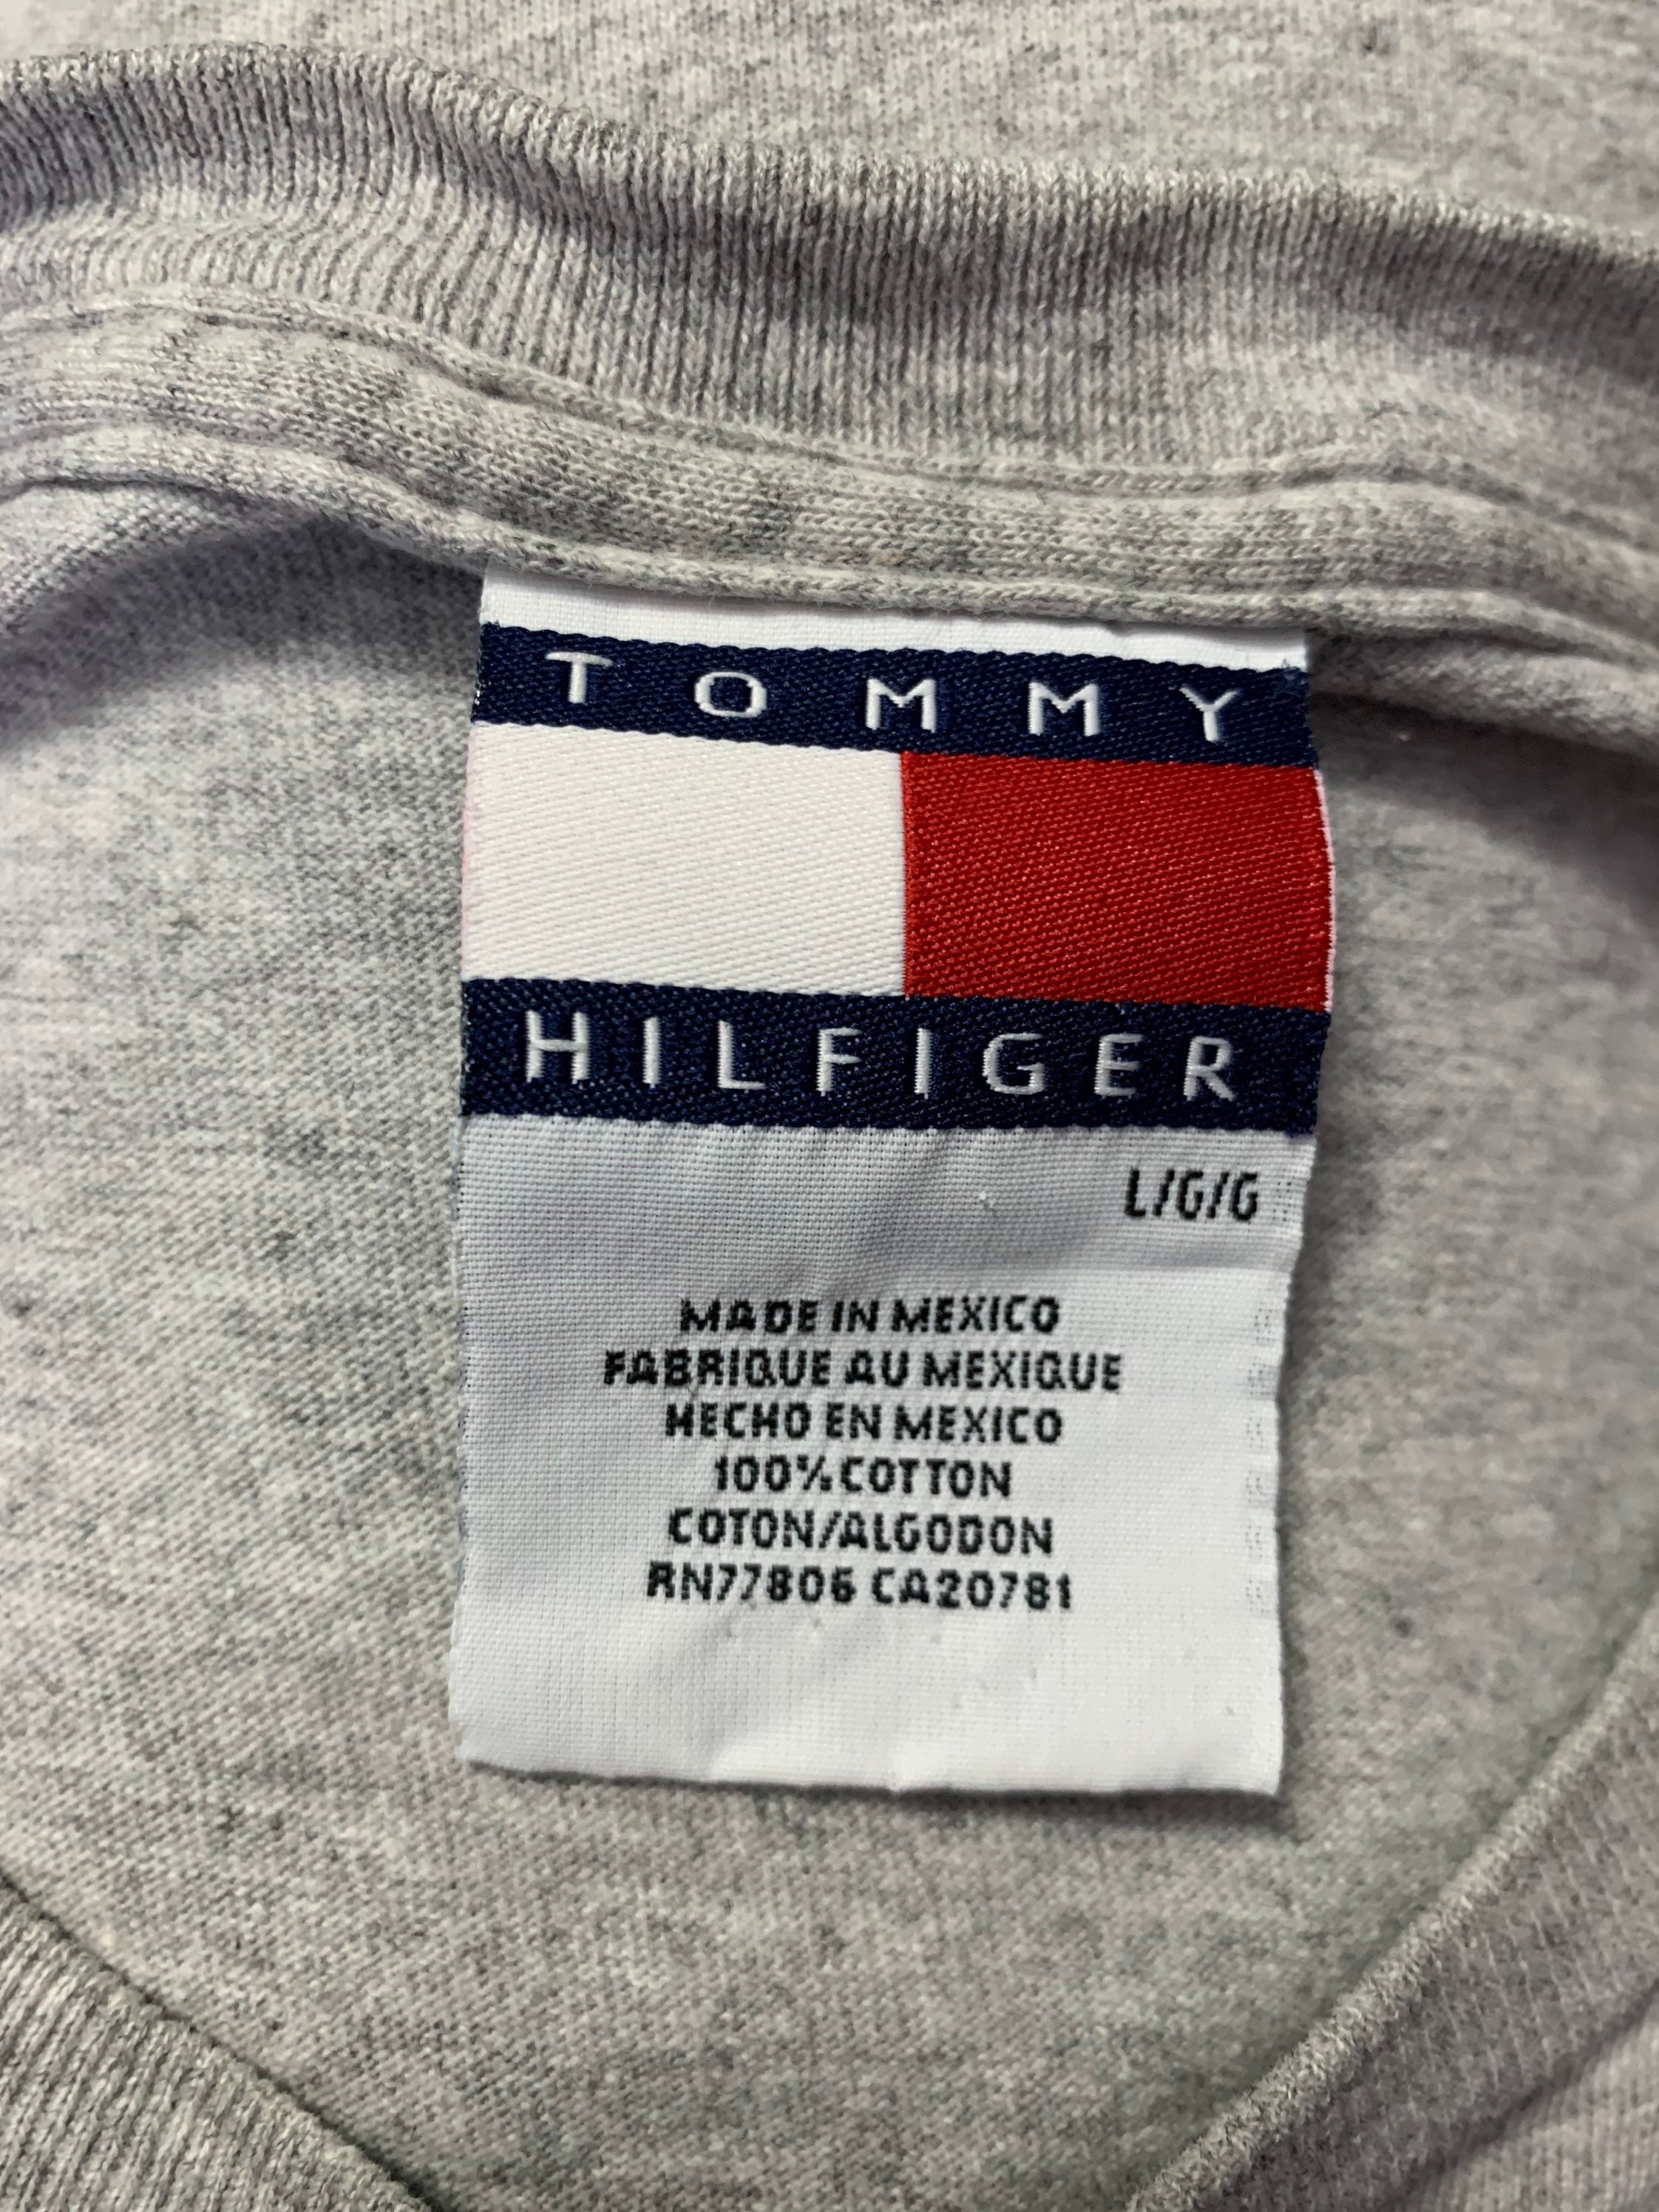 TOMMY
HILFIGER
L/G/G
MADE IN MEXICO
FABRIQUE AU MEXIQUE
HECHO EN MEXICO
100% COTTON
COTON/ALGODON
RN77806 CA20781